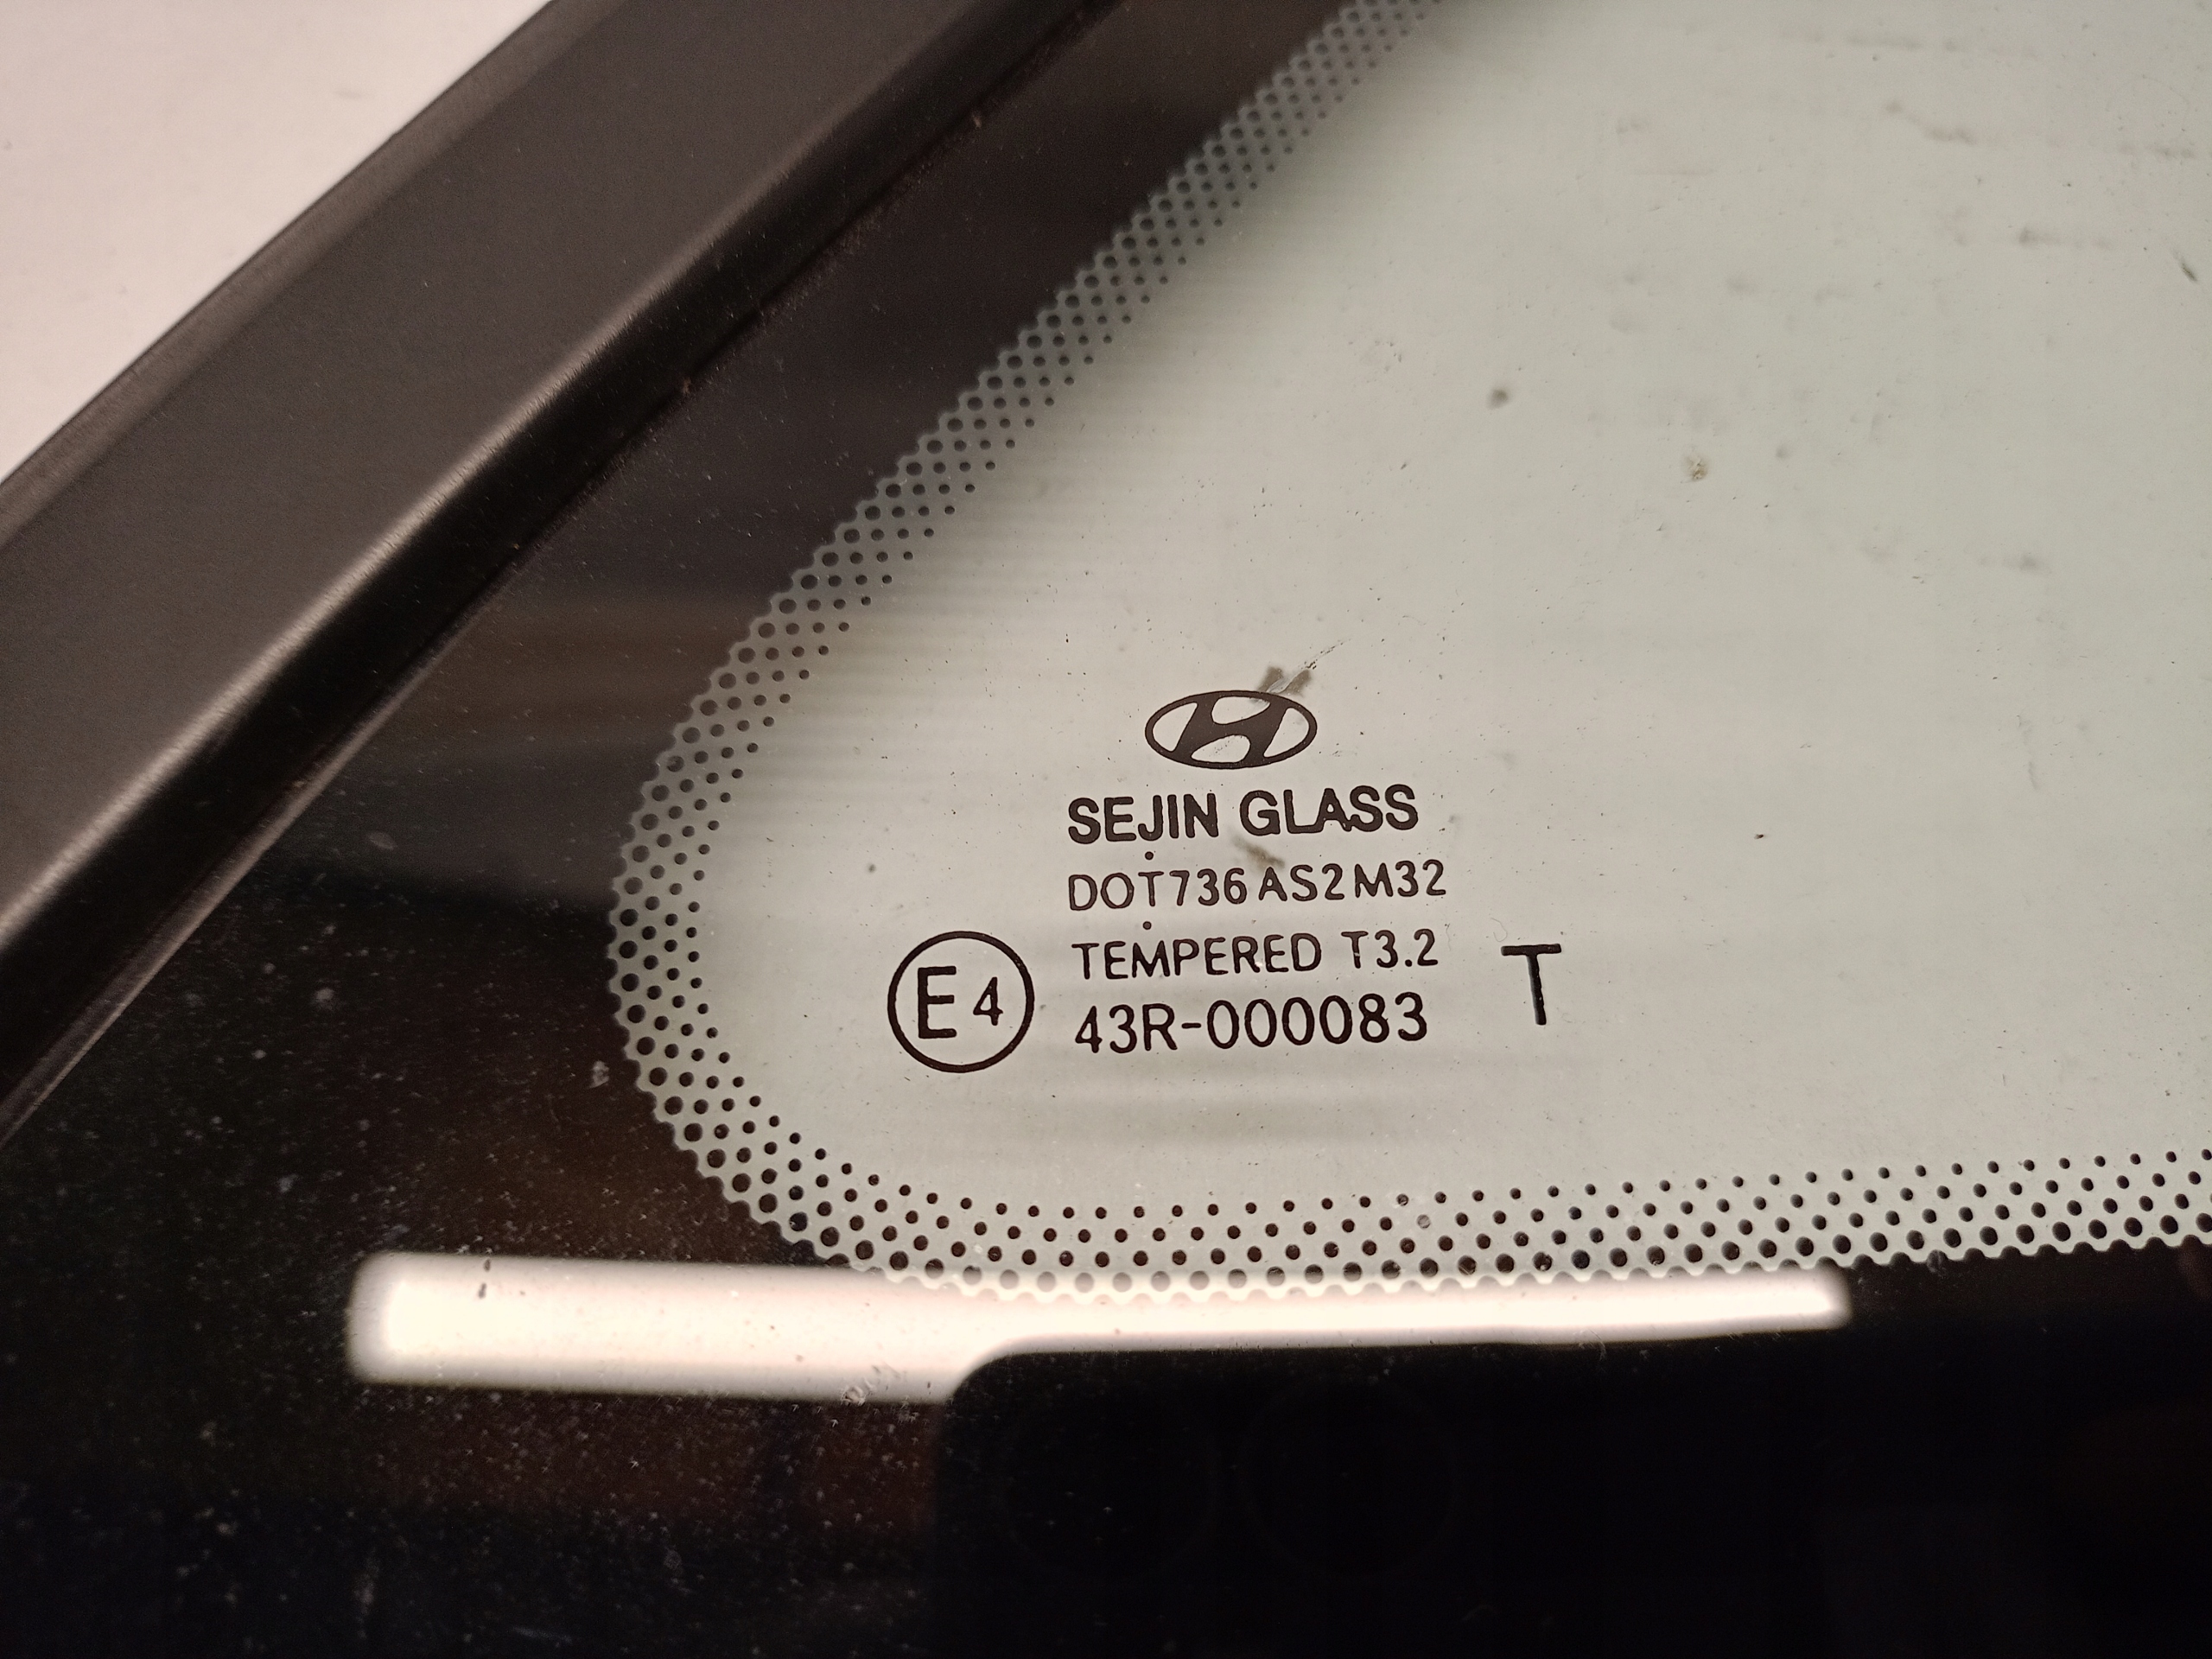 SEJIN GLASS
DOT736 AS2 M32
TEMPERED T3.2
E4 43R-000083 T